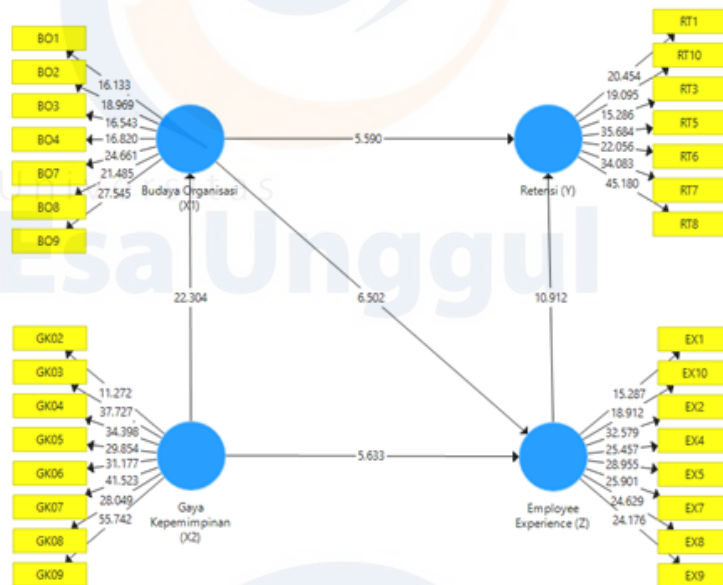 BO1
BO2
BO3
BO4
BO7
BO8
BO9
16.133
18.969
16.543
16.820
24.661
21.485
27.545
Budaya Organisasi
(X1)
5.590
RT1
RT10
RT3
RT5
RT6
RT7
RT8
20.454
19.095
15.286
35.684
22.056
34.083
45.180
Retensi (Y)
Universitas
Esa Unggul
22.304
6.502
10.912
GK02
GK03
GK04
GK05
GK06
GK07
GK08
GK09
11.272
37.727
34.398
29.854
31.177
41.523
28.049
55.742
Gaya
Kepemimpinan
(X2)
5.633
EX1
EX10
EX2
EX4
EX5
EX7
EX8
EX9
15.287
18.912
32.579
25.457
28.955
25.901
24.629
24.176
Employee
Experience (Z)